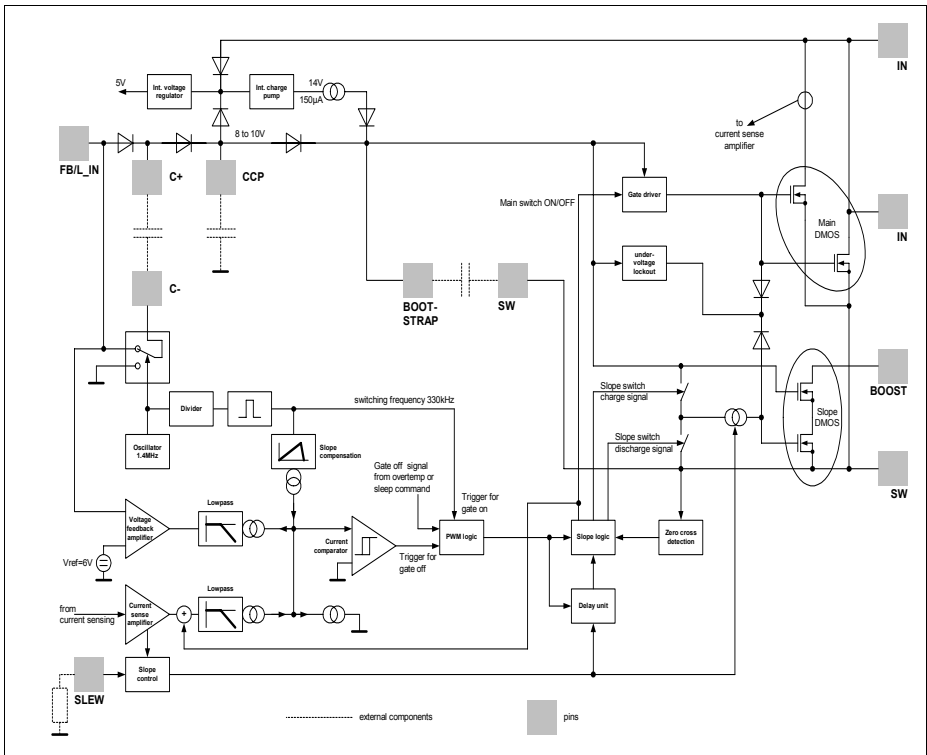 IN
5V
Int. voltage
regulator
Int. charge
pump
14V
150µA
to
current sense
amplifier
8 to 10V
FB/L_IN
C+
CCP
Main switch ON/OFF
Gate driver
Main
DMOS
IN
under-
voltage
lockout
C-
BOOT-
STRAP
SW
BOOST
Slope switch
charge signal
Slope
DMOS
Divider
switching frequency 330kHz
Oscillator
1.4MHz
Slope
compensation
Slope switch
discharge signal
SW
Gate off signal
from overtemp or
sleep command
Trigger for
gate on
Voltage
feedback
amplifier
Lowpass
Current
comparator
PWM logic
Slope logic
Zero cross
detection
Vref=6V
Trigger for
gate off
Lowpass
from
current sensing
Current
sense
amplifier
+
Delay unit
Slope
control
SLEW
external components
pins